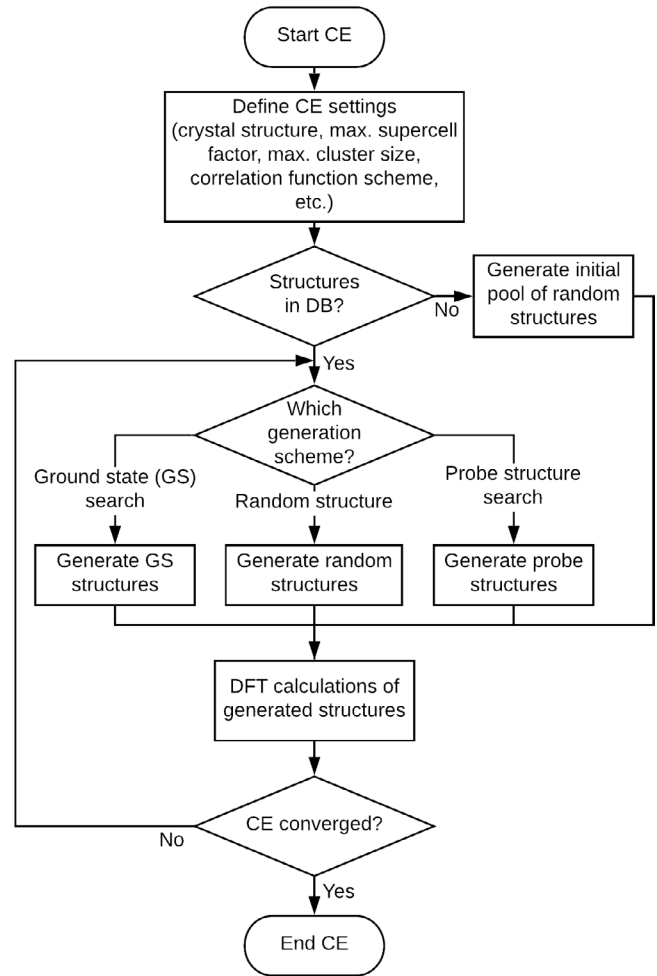 Start CE
Define CE settings
(crystal structure, max. supercell
factor, max. cluster size,
correlation function scheme,
etc.)
Structures
in DB?
No
Generate initial
pool of random
structures
Yes
Which
generation
scheme?
Ground state (GS)
search
Random structure
Probe structure
search
Generate GS
structures
Generate random
structures
Generate probe
structures
DFT calculations of
generated structures
CE converged?
No
Yes
End CE